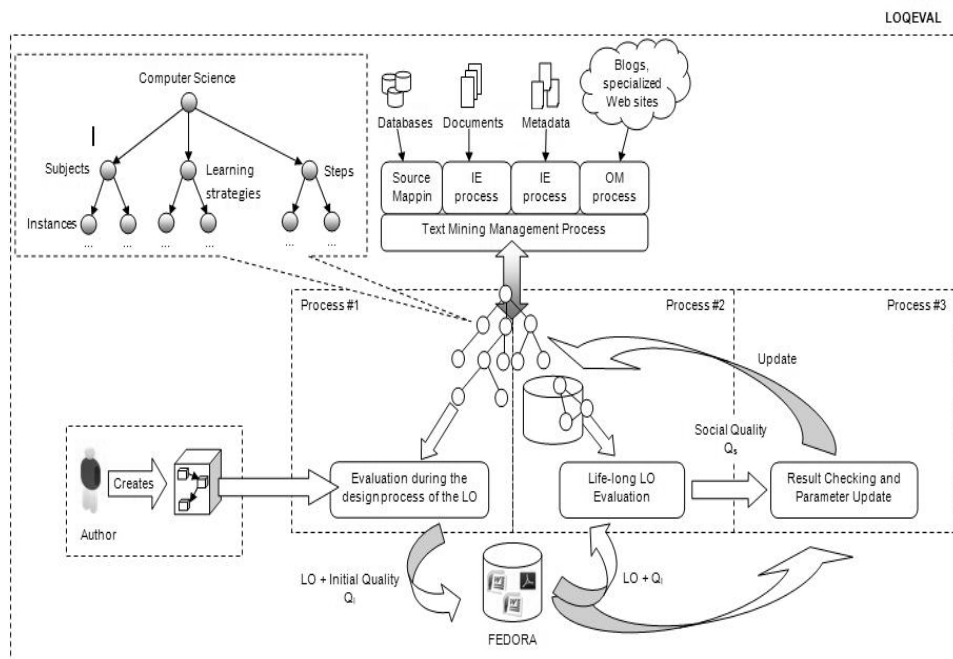 LOQEVAL
Computer Science
Subjects
Learning
strategies
Steps
Instances
...
...
...
...
...
...
Blogs,
specialized
Web sites
Databases
Documents
Metadata
Source
Mappin
IE
process
IE
process
OM
process
Text Mining Management Process
Process #1
Process #2
Process #3
Update
Social Quality
Qs
Creates
Author
Evaluation during the
designprocess of the LO
Life-long LO
Evaluation
Result Checking and
Parameter Update
LO + Initial Quality
Qi
LO + Qi
FEDORA